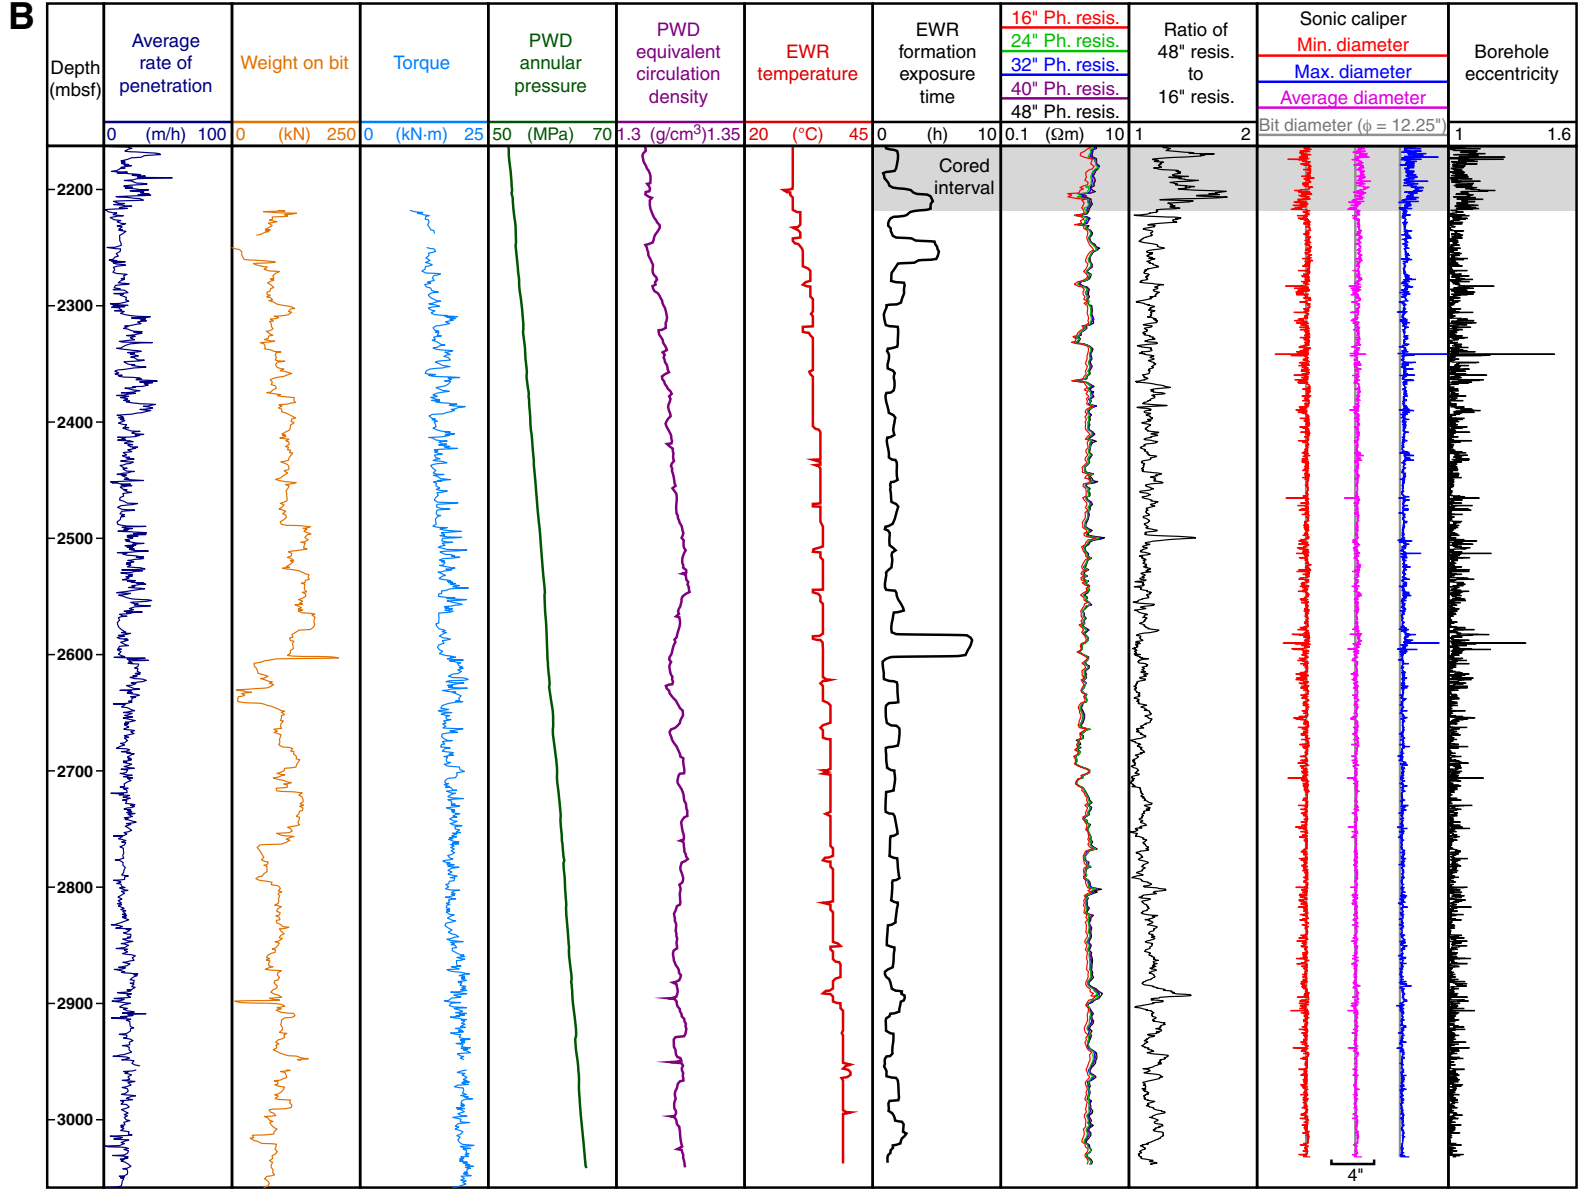 B
Depth
(mbsf)
Average
rate of
penetration
0 (m/h) 100
Weight on bit
0 (kN) 250
Torque
0 (kN·m) 25
PWD
annular
pressure
50 (MPa) 70
PWD
equivalent
circulation
density
1.3 (g/cm³)1.35
EWR
temperature
20 (°C) 45
EWR
formation
exposure
time
0 (h) 10
16" Ph. resis.
24" Ph. resis.
32" Ph. resis.
40" Ph. resis.
48" Ph. resis.
0.1 (Ωm) 10
Ratio of
48" resis.
to
16" resis.
1 2
Sonic caliper
Min. diameter
Max. diameter
Average diameter
Bit diameter (ϕ = 12.25")
Borehole
eccentricity
1 1.6
Cored
interval
2200
2300
2400
2500
2600
2700
2800
2900
3000
4"